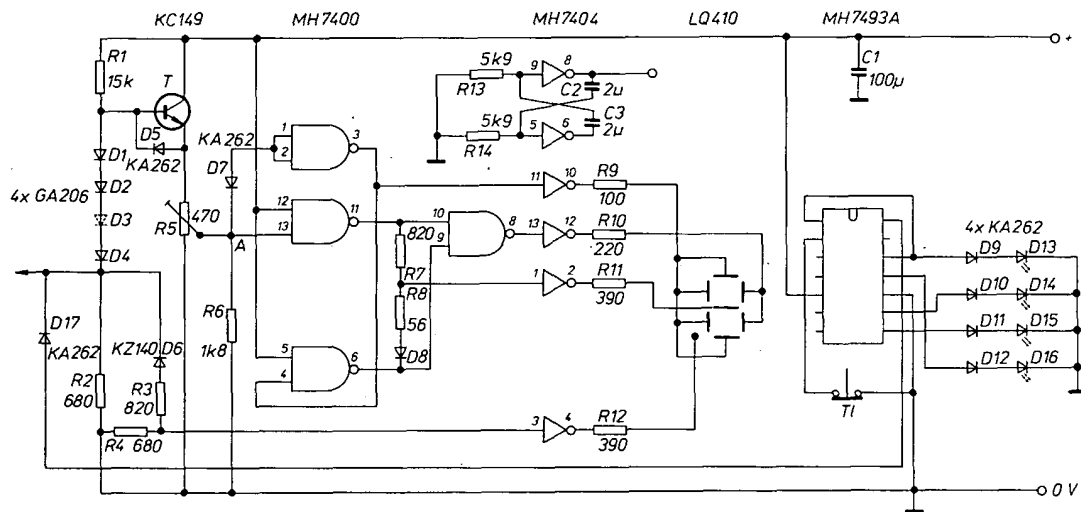 KC149 MH7400 MH7404 LQ410 MH7493A
R1
15k
T
D5
KA262
D1
D2
4x GA206
D3
D4
R5 470
KA262
D7
A
R6
1k8
1
2
3
12
13
11
5
4
6
820
R7
R8
56
D8
10
9
8
R13
5k9
9
8
C2
2µ
C3
2µ
5k9
R14
5
6
11
10
R9
100
13
12
R10
220
1
2
R11
390
3
4
R12
390
C1
100µ
+
4x KA262
D9 D13
D10 D14
D11 D15
D12 D16
Tl
D17
KA262
KZ140 D6
R2
680
R3
820
R4 680
0 V